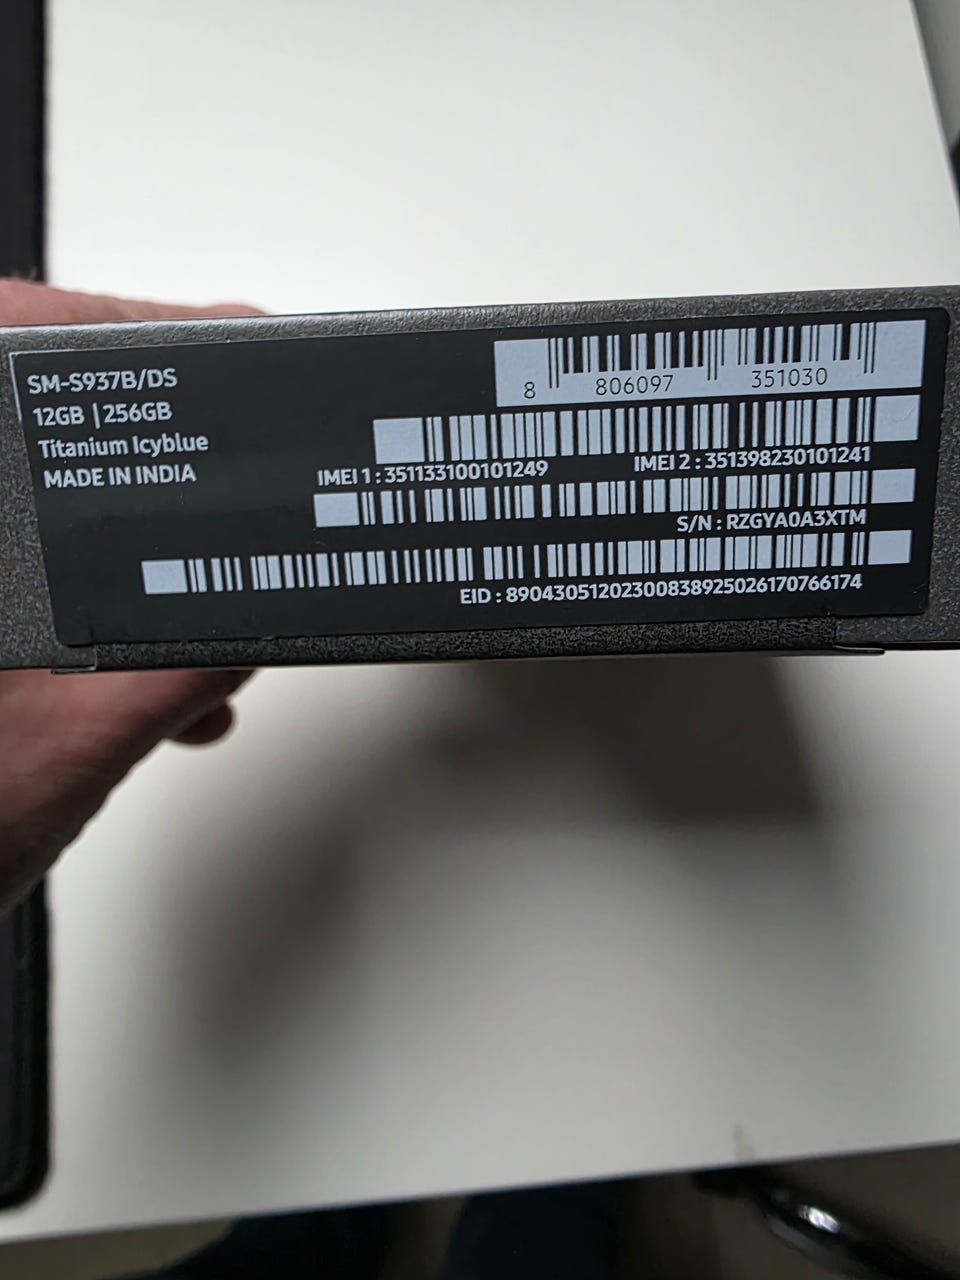 SM-S937B/DS
12GB | 256GB
Titanium Icyblue
MADE IN INDIA
8 806097 351030
IMEI 1 : 351133100101249
IMEI 2 : 351398230101241
S/N : RZGYA0A3XTM
EID : 89043051202300838925026170766174